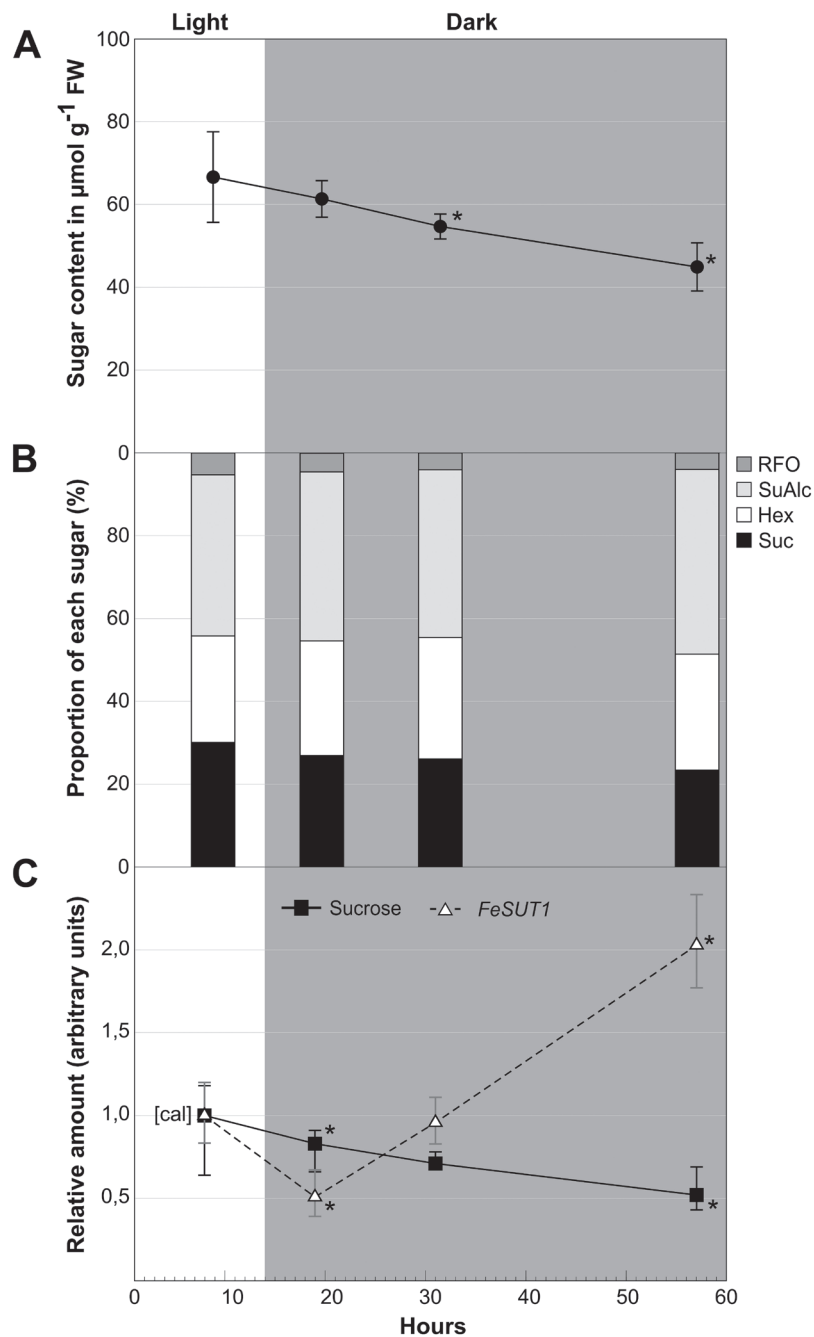 Light Dark
A
Sugar content in µmol g-1 FW
100
80
60
40
20
0
*
*
B
Proportion of each sugar (%)
80
60
40
20
0
RFO
SuAlc
Hex
Suc
C
Relative amount (arbitrary units)
Sucrose FeSUT1
2,0
1,5
1,0
0,5
[cal]
*
*
*
*
0 10 20 30 40 50 60
Hours